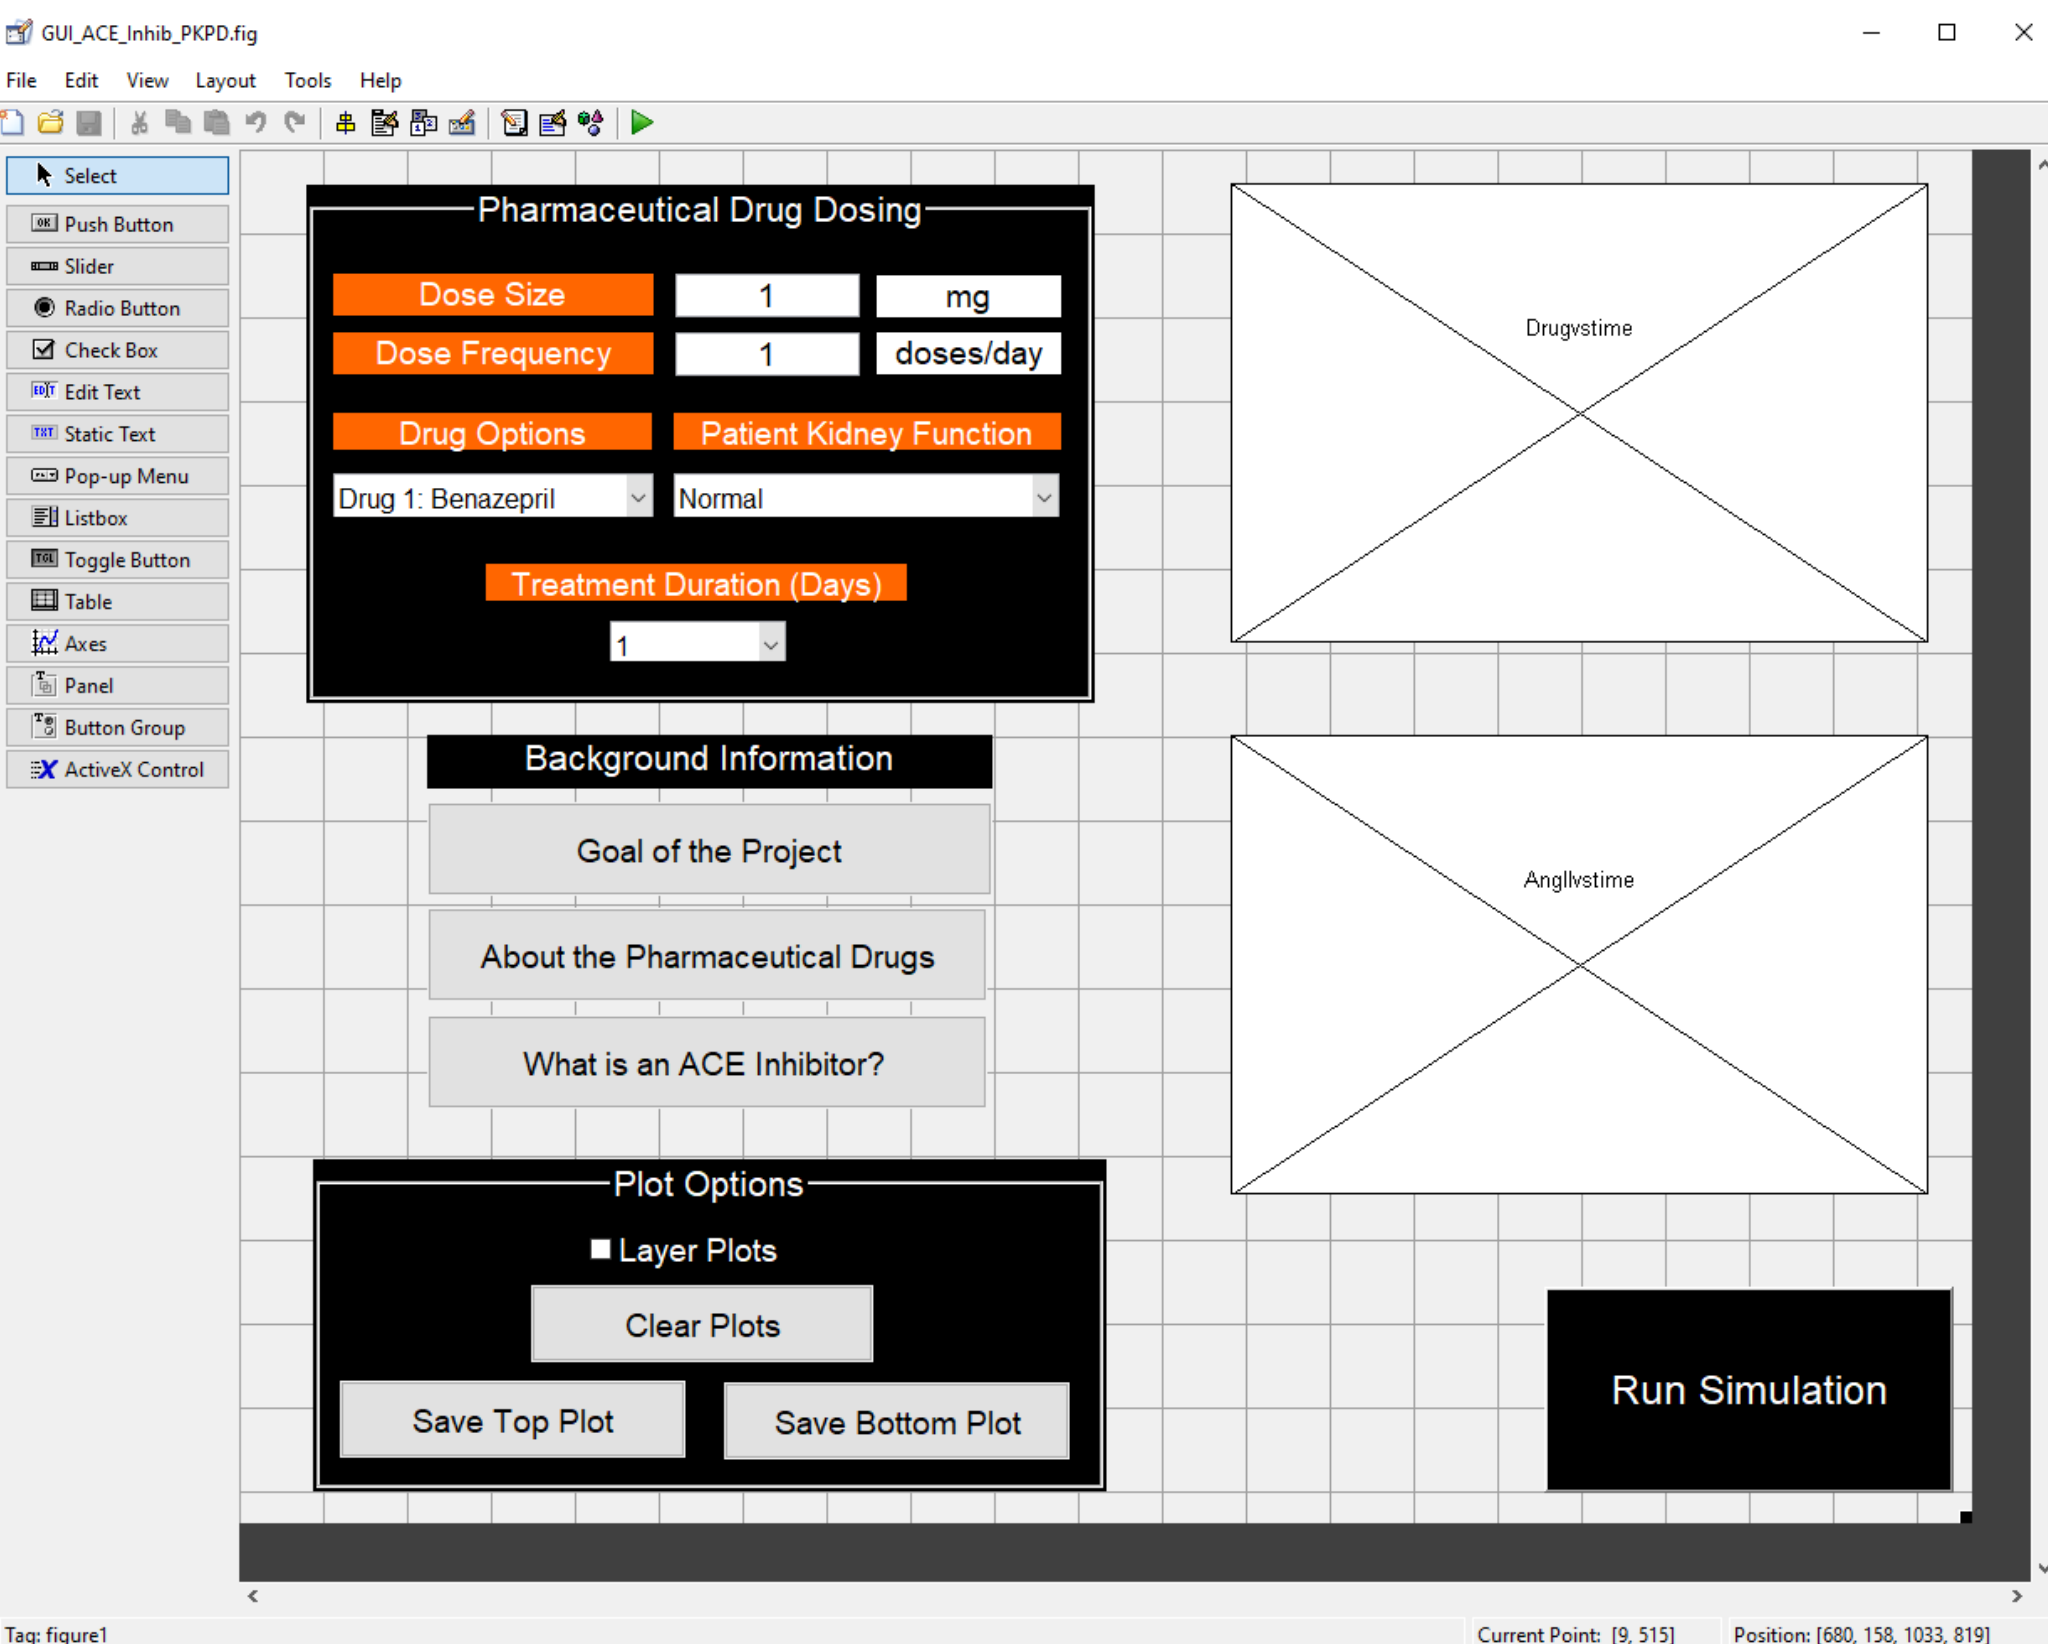 GUI_ACE_Inhib_PKPD.fig
File Edit View Layout Tools Help
Select
Push Button
Slider
Radio Button
Check Box
Edit Text
Static Text
Pop-up Menu
Listbox
Toggle Button
Table
Axes
Panel
Button Group
ActiveX Control
Pharmaceutical Drug Dosing
Dose Size 1 mg
Dose Frequency 1 doses/day
Drug Options Patient Kidney Function
Drug 1: Benazepril Normal
Treatment Duration (Days)
1
Background Information
Goal of the Project
About the Pharmaceutical Drugs
What is an ACE Inhibitor?
Plot Options
Layer Plots
Clear Plots
Save Top Plot Save Bottom Plot
Drugvstime
AngIIvstime
Run Simulation
Tag: figure1 Current Point: [9, 515] Position: [680, 158, 1033, 819]